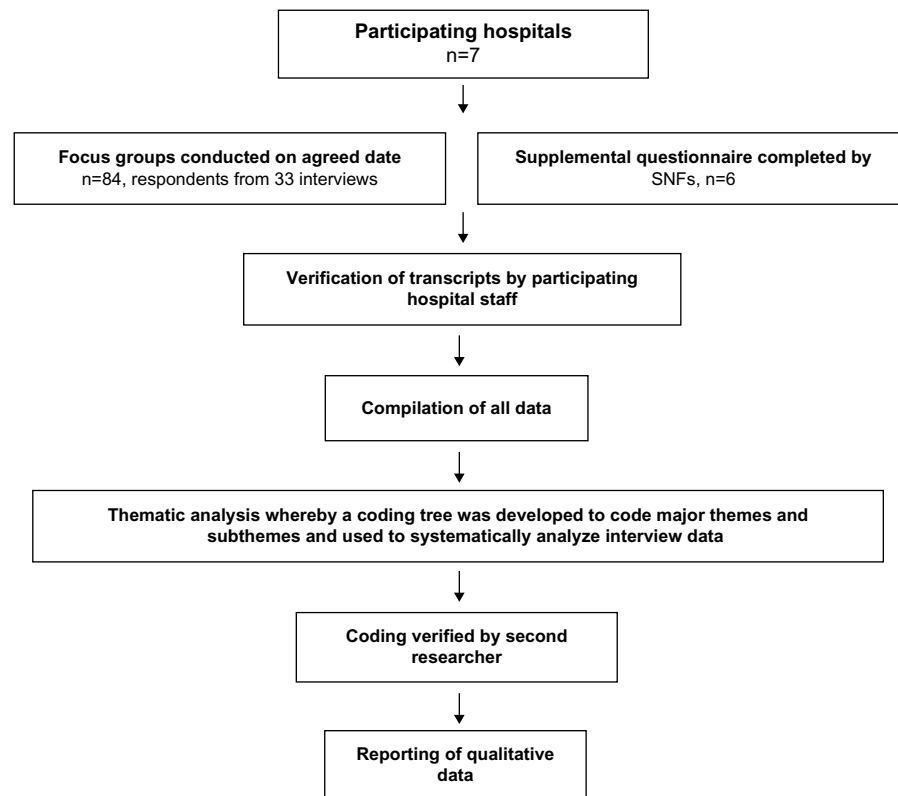 Participating hospitals
n=7
Focus groups conducted on agreed date
n=84, respondents from 33 interviews
Supplemental questionnaire completed by
SNFs, n=6
Verification of transcripts by participating
hospital staff
Compilation of all data
Thematic analysis whereby a coding tree was developed to code major themes and
subthemes and used to systematically analyze interview data
Coding verified by second
researcher
Reporting of qualitative
data